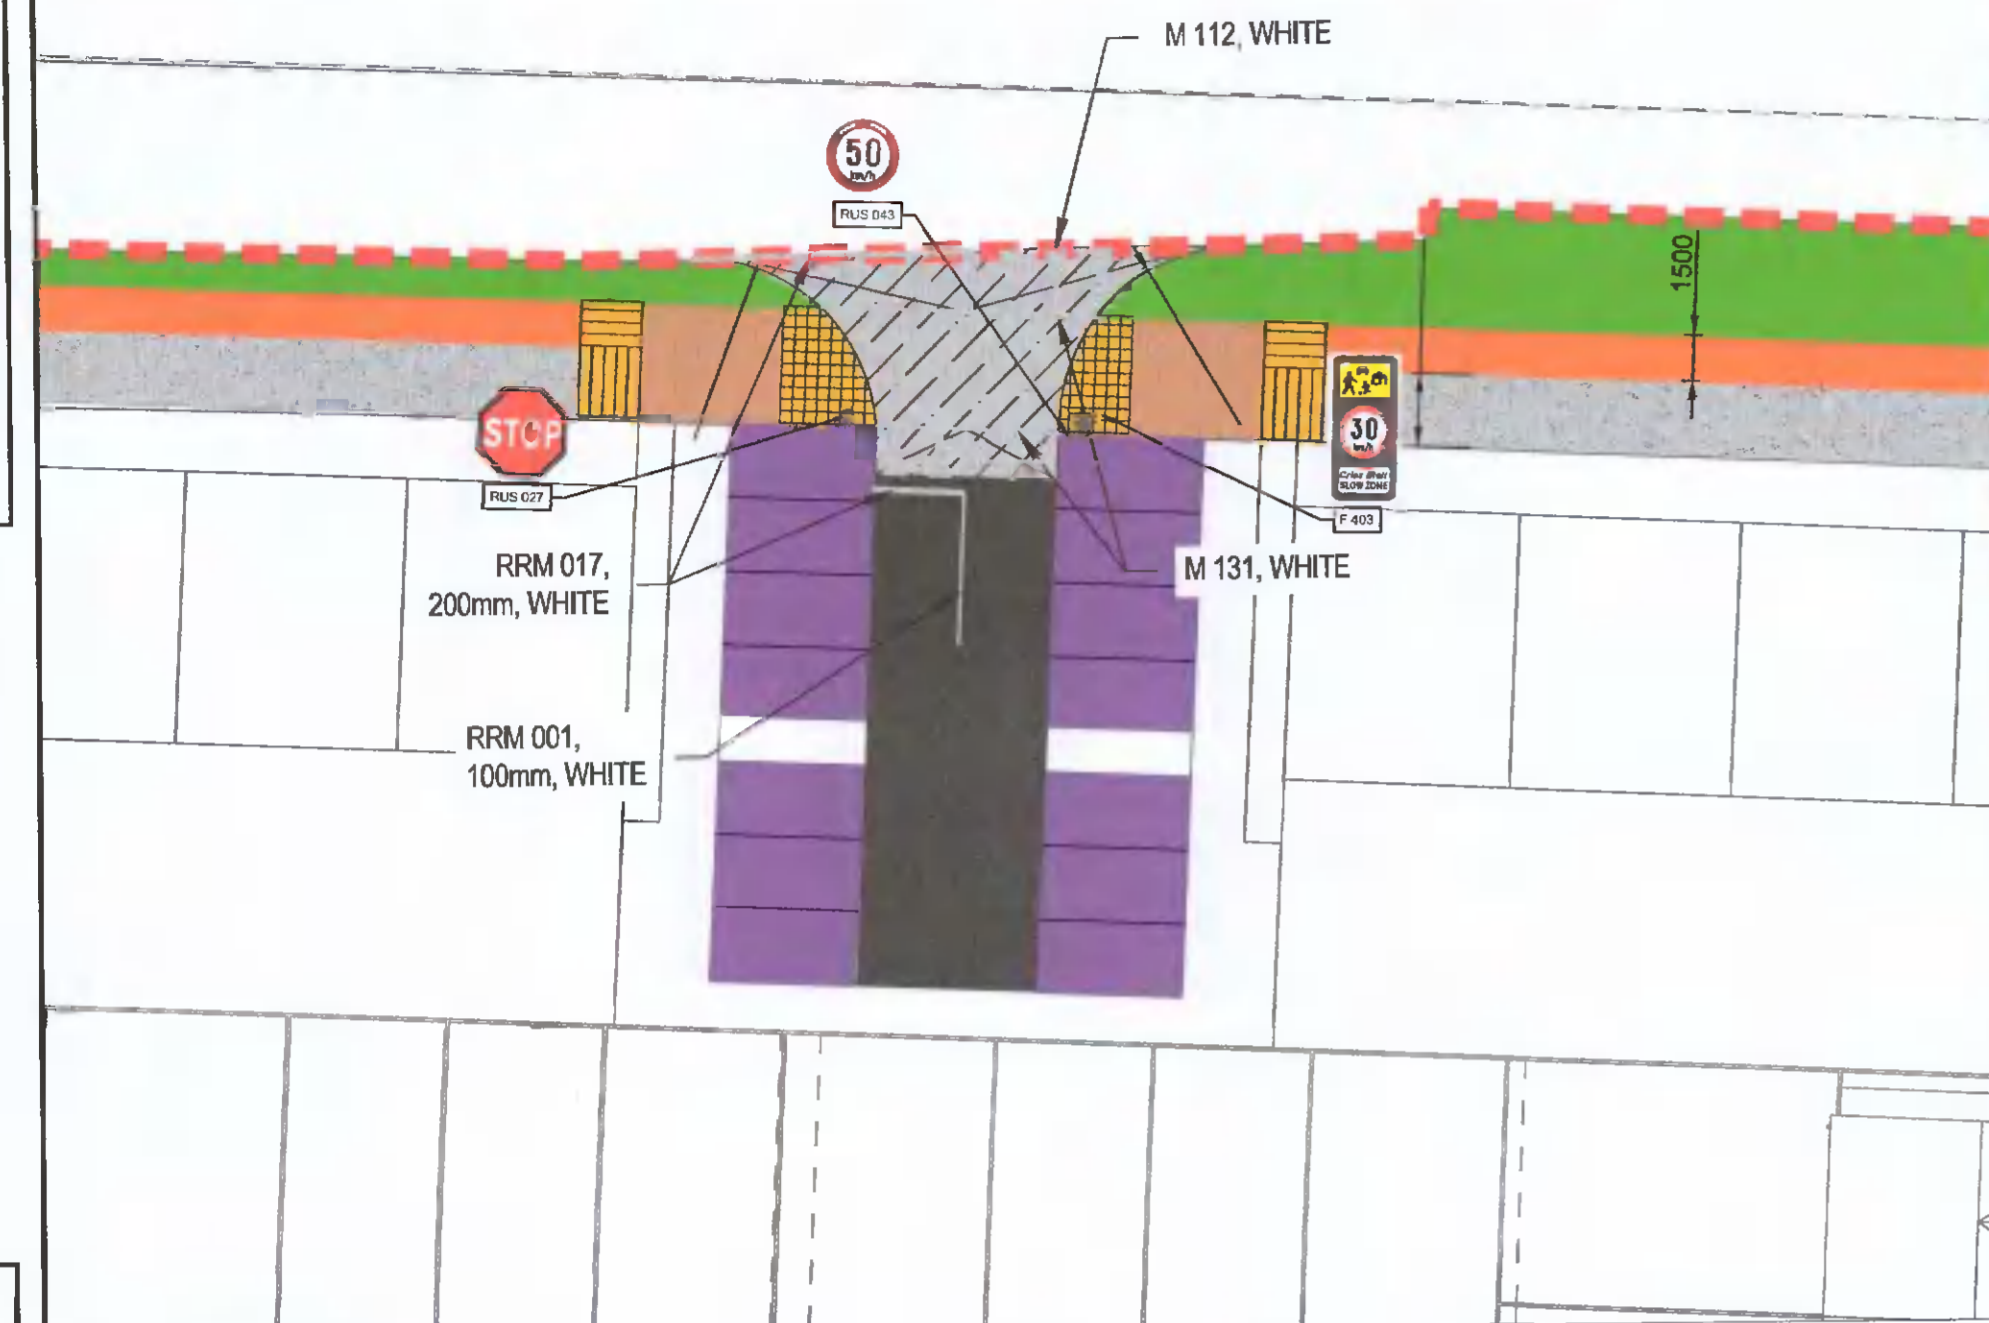 M 112, WHITE
50
km/h
RUS 043
1500
STOP
RUS 027
30
km/h
SLOW ZONE
F 403
RRM 017,
200mm, WHITE
M 131, WHITE
RRM 001,
100mm, WHITE